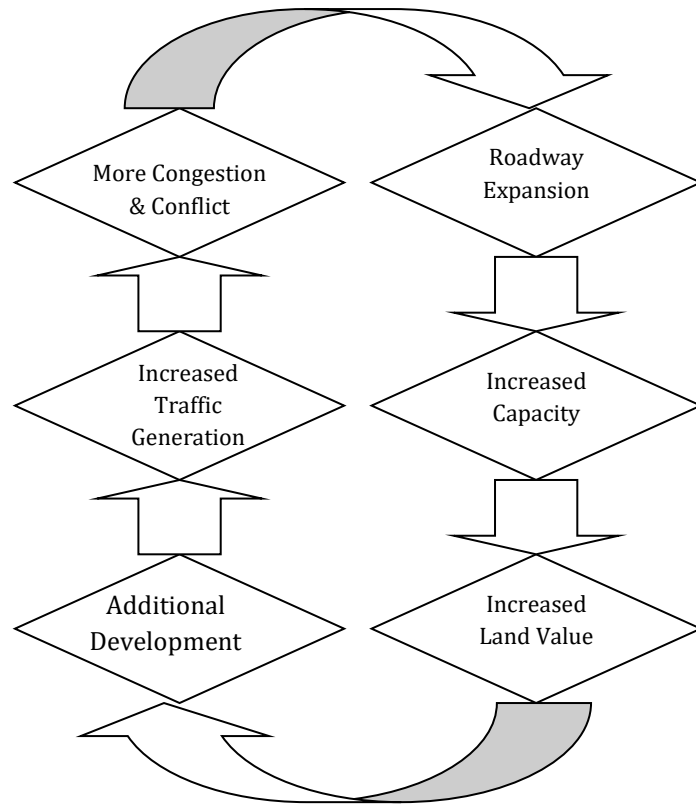 More Congestion
& Conflict
Roadway
Expansion
Increased
Traffic
Generation
Increased
Capacity
Additional
Development
Increased
Land Value